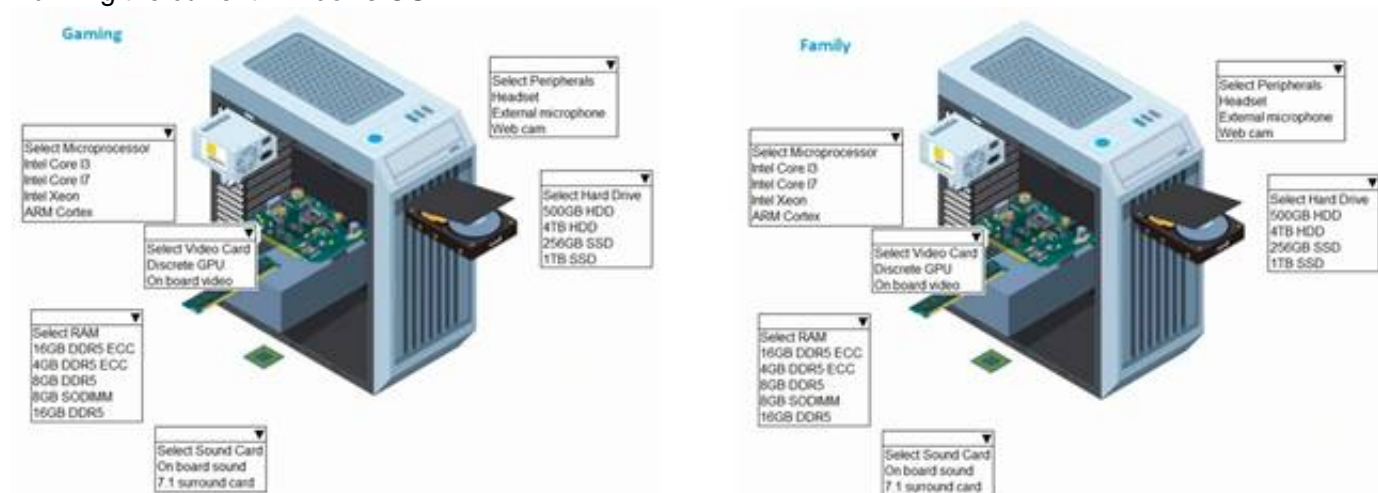 Gaming
Select Peripherals
Headset
External microphone
Web cam
Select Microprocessor
Intel Core I3
Intel Core I7
Intel Xeon
ARM Cortex
Select Hard Drive
500GB HDD
4TB HDD
256GB SSD
1TB SSD
Select Video Card
Discrete GPU
On board video
Select RAM
16GB DDR5 ECC
4GB DDR5 ECC
8GB DDR5
8GB SODIMM
16GB DDR5
Select Sound Card
On board sound
7.1 surround card
Family
Select Peripherals
Headset
External microphone
Web cam
Select Microprocessor
Intel Core I3
Intel Core I7
Intel Xeon
ARM Cortex
Select Hard Drive
500GB HDD
4TB HDD
256GB SSD
1TB SSD
Select Video Card
Discrete GPU
On board video
Select RAM
16GB DDR5 ECC
4GB DDR5 ECC
8GB DDR5
8GB SODIMM
16GB DDR5
Select Sound Card
On board sound
7.1 surround card